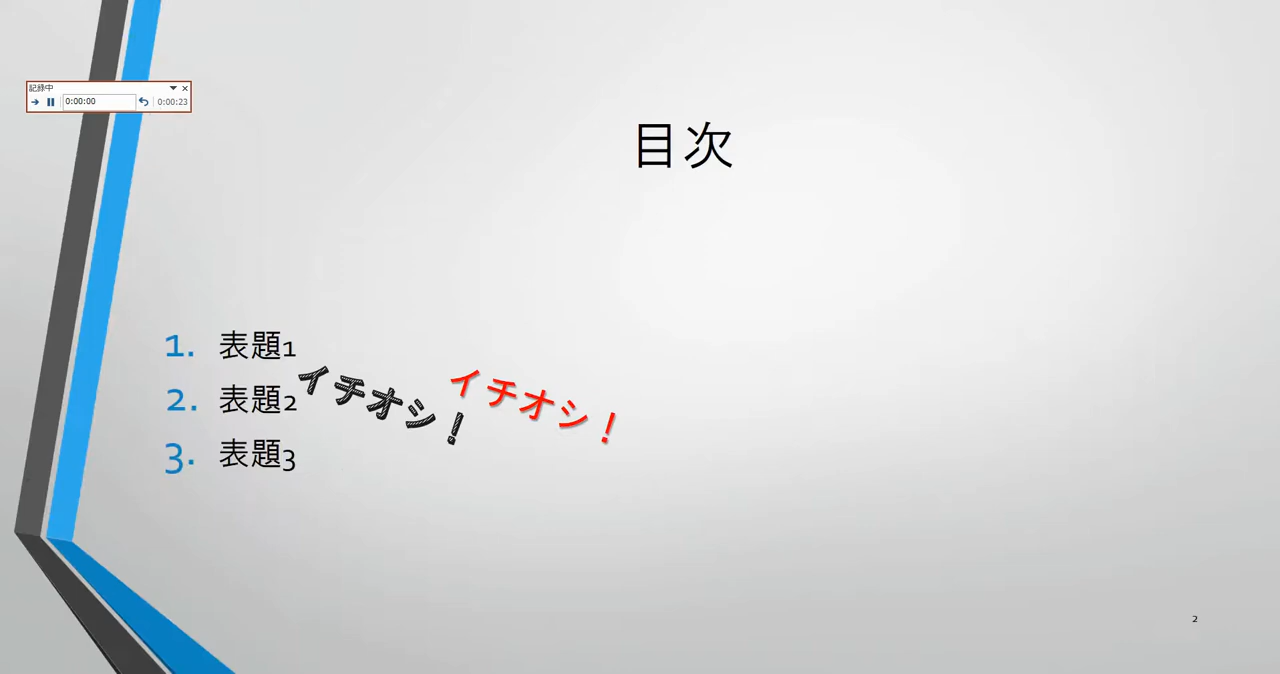 記録中
0:00:00 0:00:23
目次
1. 表題1
2. 表題2
3. 表題3
イチオシ！
イチオシ！
2